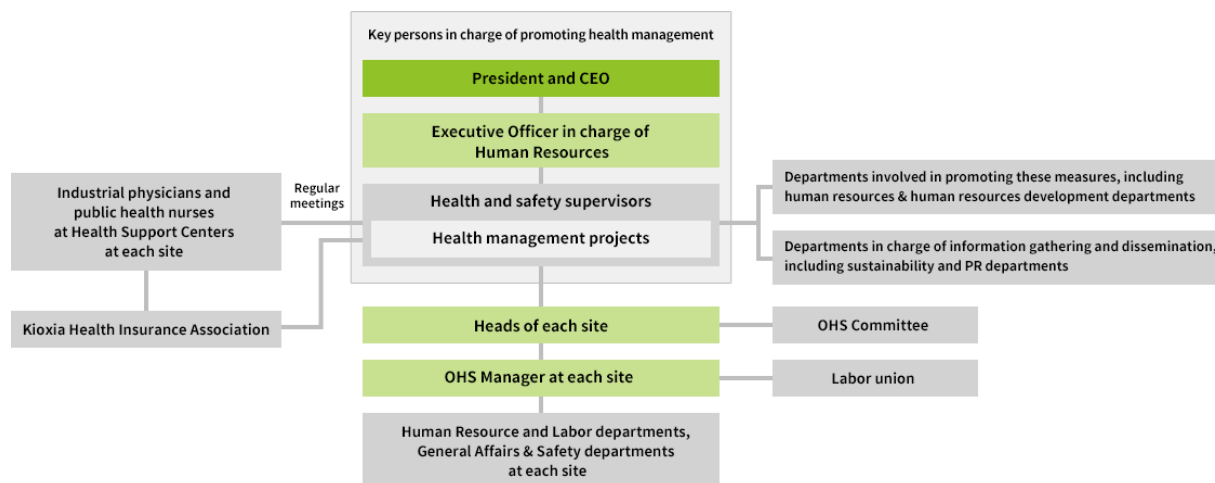 Key persons in charge of promoting health management
President and CEO
Executive Officer in charge of
Human Resources
Industrial physicians and
public health nurses
at Health Support Centers
at each site
Regular
meetings
Health and safety supervisors
Health management projects
Departments involved in promoting these measures, including
human resources & human resources development departments
Departments in charge of information gathering and dissemination,
including sustainability and PR departments
Kioxia Health Insurance Association
Heads of each site
OHS Committee
OHS Manager at each site
Labor union
Human Resource and Labor departments,
General Affairs & Safety departments
at each site